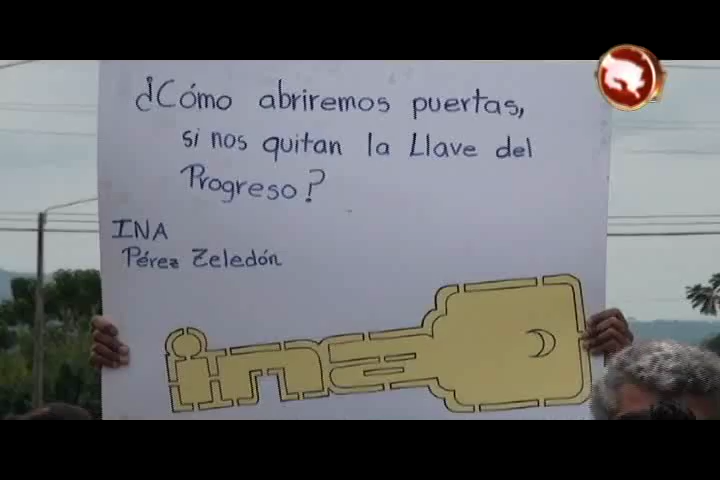 ¿Cómo abriremos puertas,
si nos quitan la Llave del
Progreso?
INA
Pérez Zeledón
ina